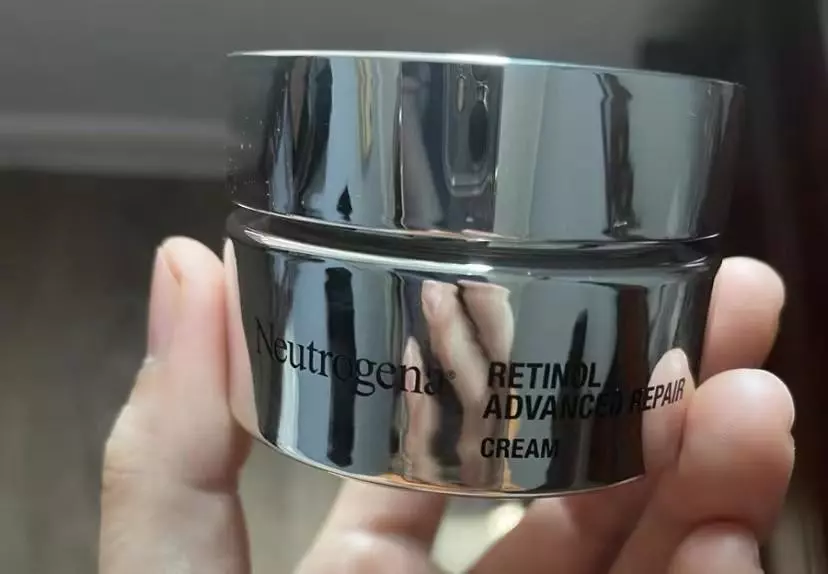 Neutrogena®
RETINOL
ADVANCED REPAIR
CREAM